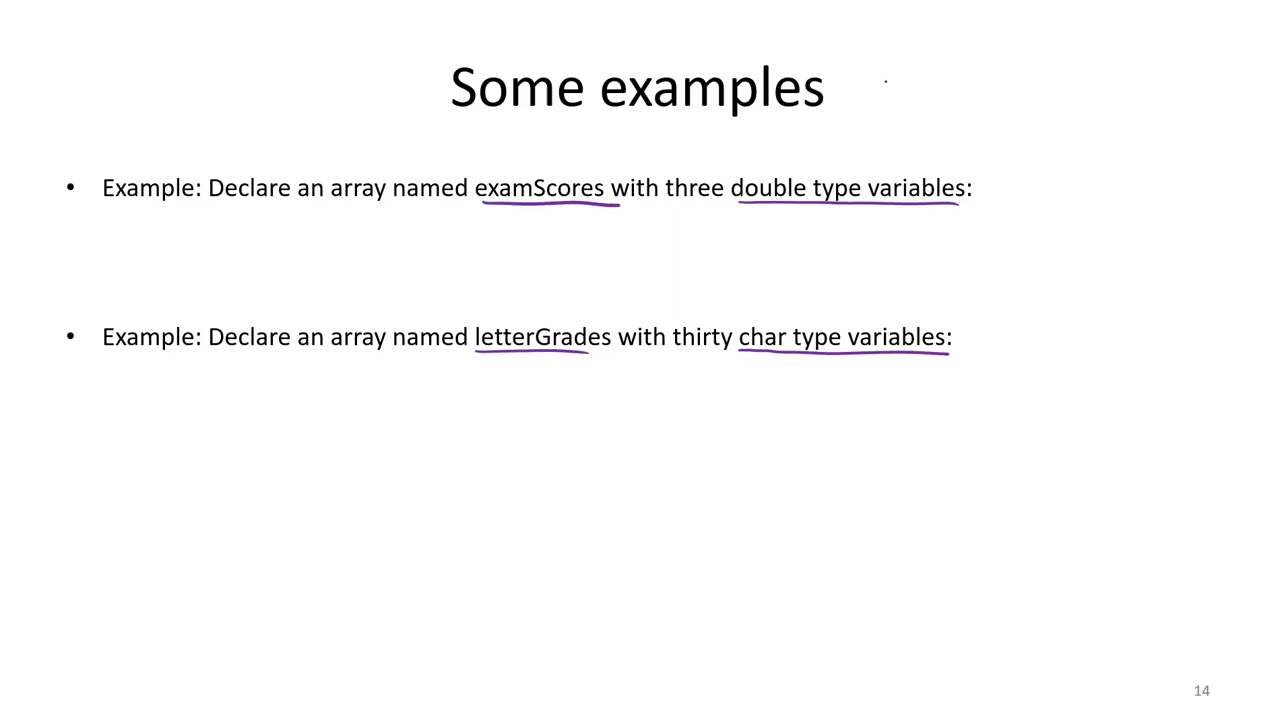 Some examples
• Example: Declare an array named examScores with three double type variables:
• Example: Declare an array named letterGrades with thirty char type variables:
14